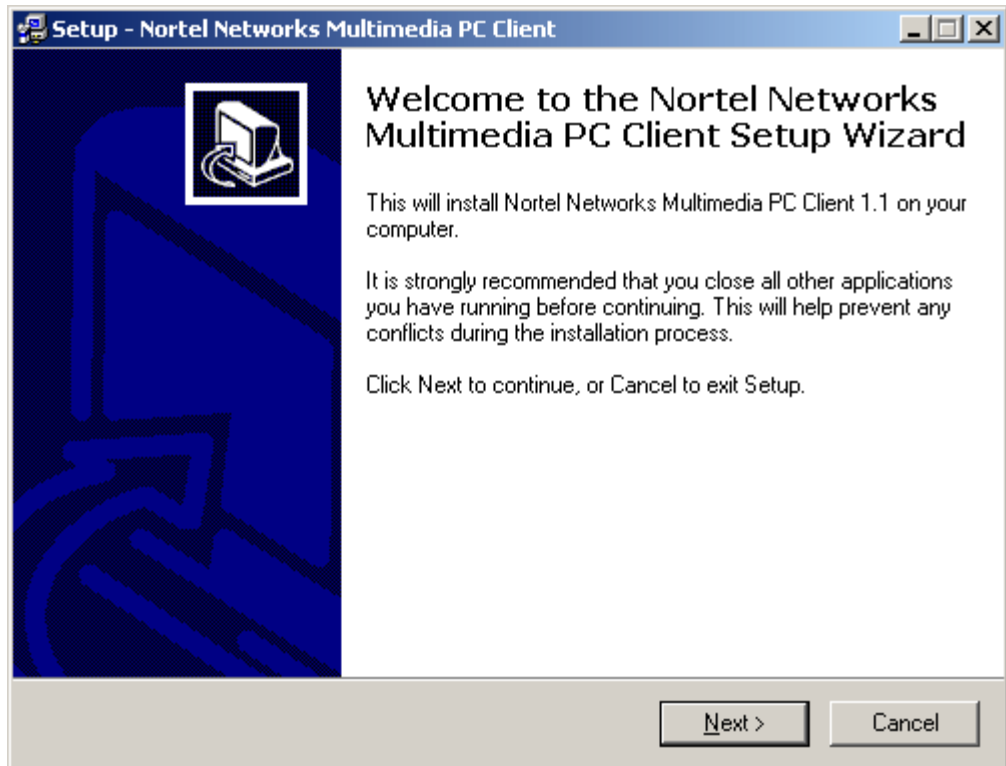 Setup - Nortel Networks Multimedia PC Client
Welcome to the Nortel Networks
Multimedia PC Client Setup Wizard
This will install Nortel Networks Multimedia PC Client 1.1 on your
computer.
It is strongly recommended that you close all other applications
you have running before continuing. This will help prevent any
conflicts during the installation process.
Click Next to continue, or Cancel to exit Setup.
Next >
Cancel